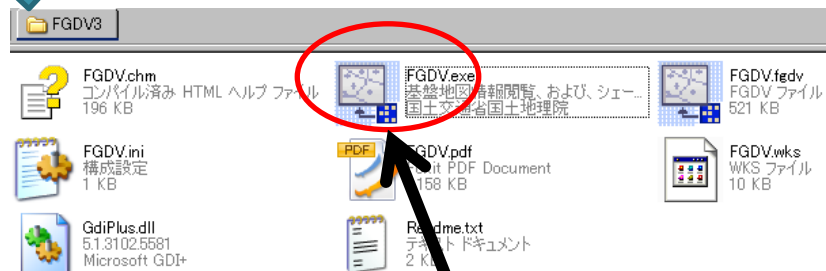 FGDV3
FGDV.chm
コンパイル済み HTML ヘルプ ファイル
196 KB
FGDV.exe
基盤地図情報閲覧、および、シェー...
国土交通省国土地理院
FGDV.fgdv
FGDV ファイル
521 KB
FGDV.ini
構成設定
1 KB
PDF
FGDV.pdf
PDF Document
158 KB
FGDV.wks
WKS ファイル
10 KB
GdiPlus.dll
5.1.3102.5581
Microsoft GDI+
テキスト ドキュメント
2 KB